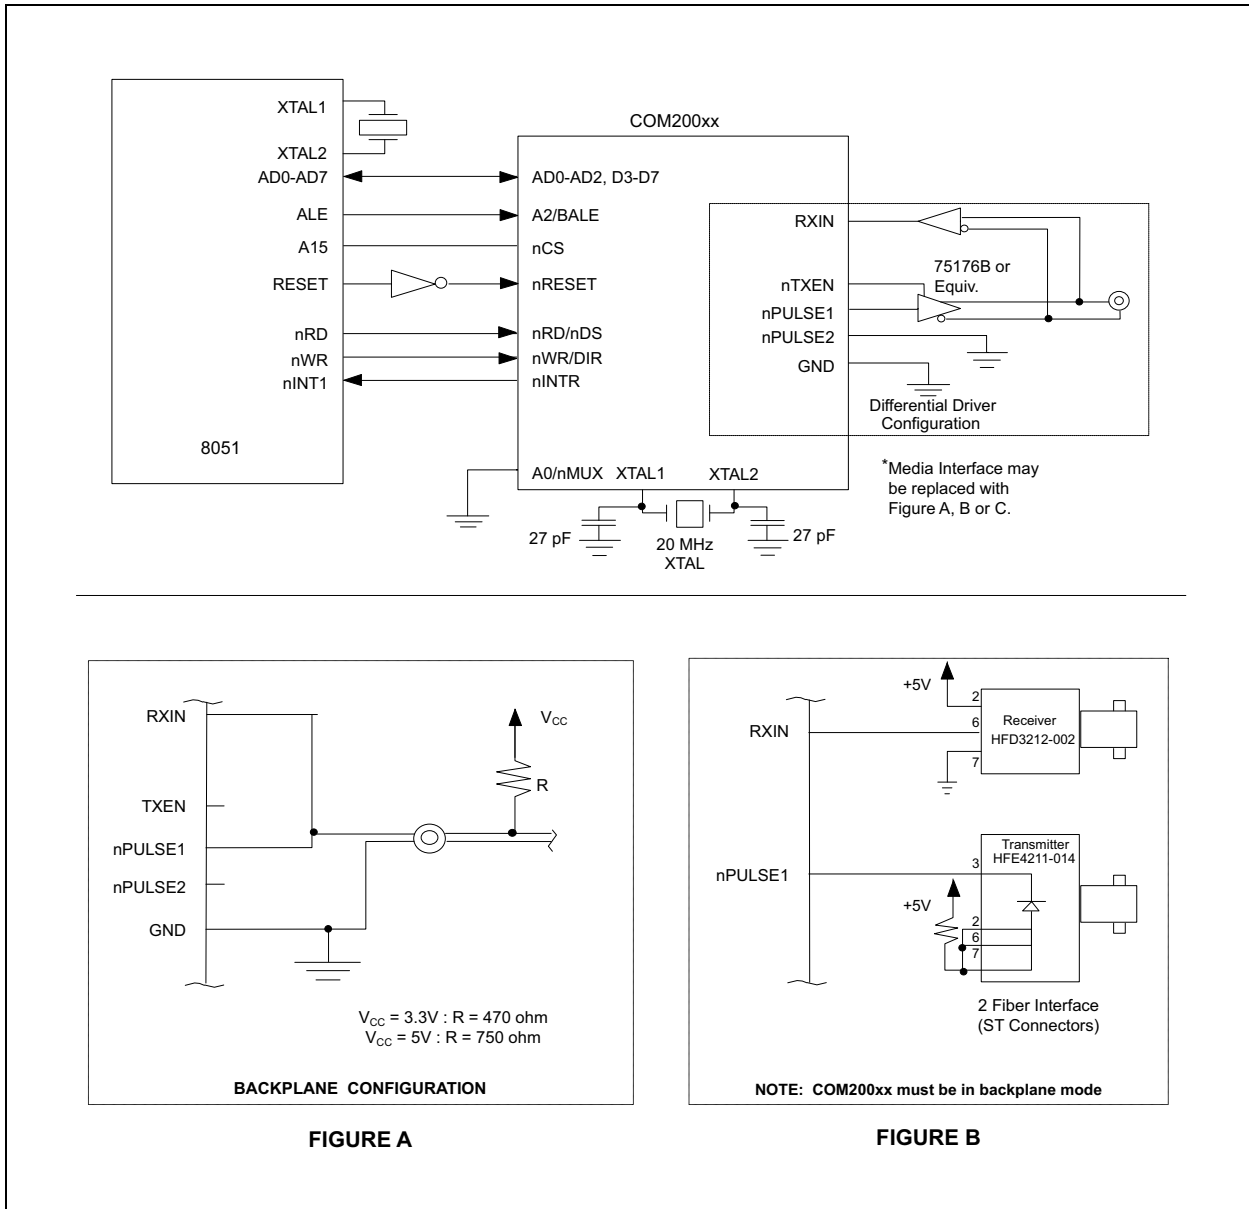 COM200xx
XTAL1
XTAL2
AD0-AD7
ALE
A15
RESET
nRD
nWR
nINT1
8051
AD0-AD2, D3-D7
A2/BALE
nCS
nRESET
nRD/nDS
nWR/DIR
nINTR
A0/nMUX
XTAL1
XTAL2
RXIN
nTXEN
nPULSE1
nPULSE2
GND
75176B or
Equiv.
Differential Driver
Configuration
*Media Interface may
be replaced with
Figure A, B or C.
27 pF
20 MHz
XTAL
27 pF
RXIN
TXEN
nPULSE1
nPULSE2
GND
VCC
R
VCC = 3.3V : R = 470 ohm
VCC = 5V : R = 750 ohm
BACKPLANE CONFIGURATION
FIGURE A
RXIN
nPULSE1
+5V
2
6
7
Receiver
HFD3212-002
Transmitter
HFE4211-014
3
+5V
2
6
7
2 Fiber Interface
(ST Connectors)
NOTE: COM200xx must be in backplane mode
FIGURE B